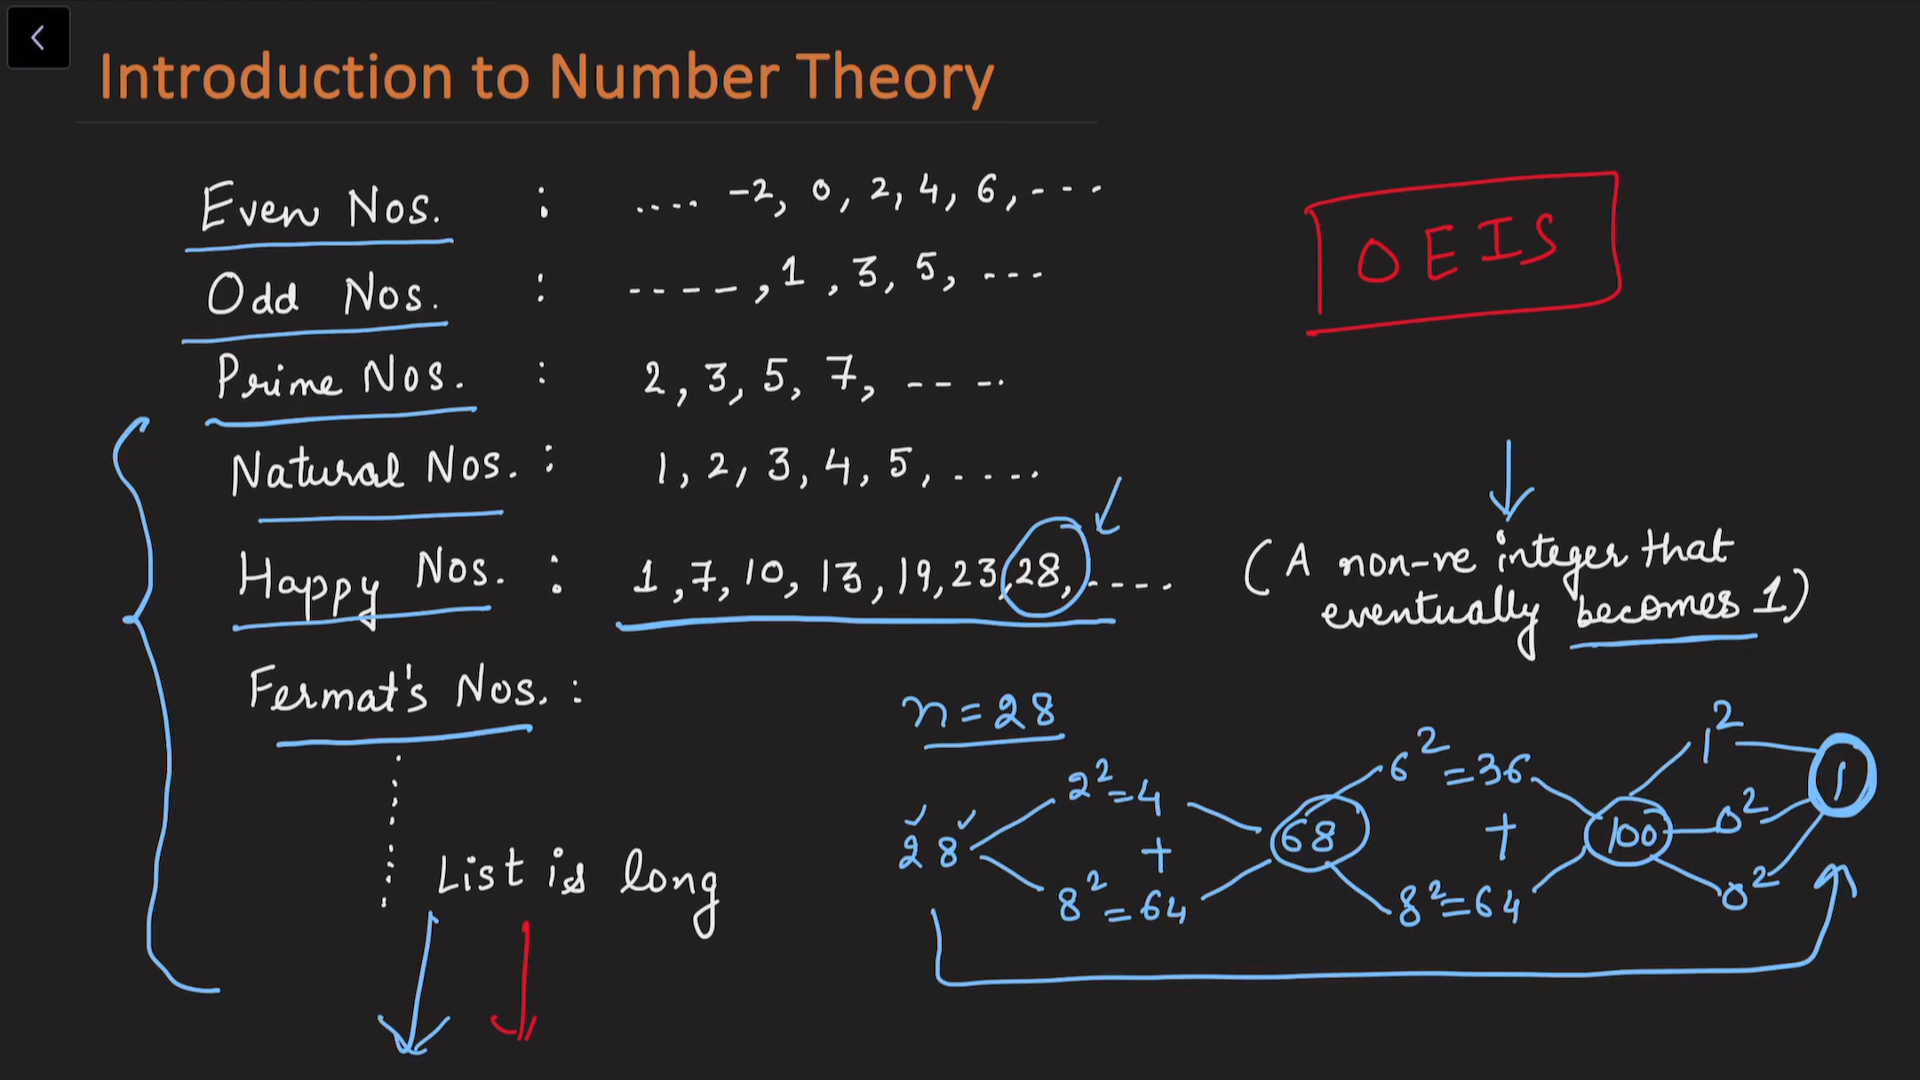 Introduction to Number Theory
Even Nos. : .... -2, 0, 2, 4, 6, ----
OEIS
Odd Nos. : -----, 1, 3, 5, ---
Prime Nos. : 2, 3, 5, 7, ----.
Natural Nos. : 1, 2, 3, 4, 5, ....
Happy Nos. : 1, 7, 10, 13, 19, 23, 28, -----
(A non-ve integer that
eventually becomes 1)
Fermat's Nos. :
n = 28
2 8
2² = 4
+
8² = 64
68
6² = 36
+
8² = 64
100
1²
0²
0²
1
List is long